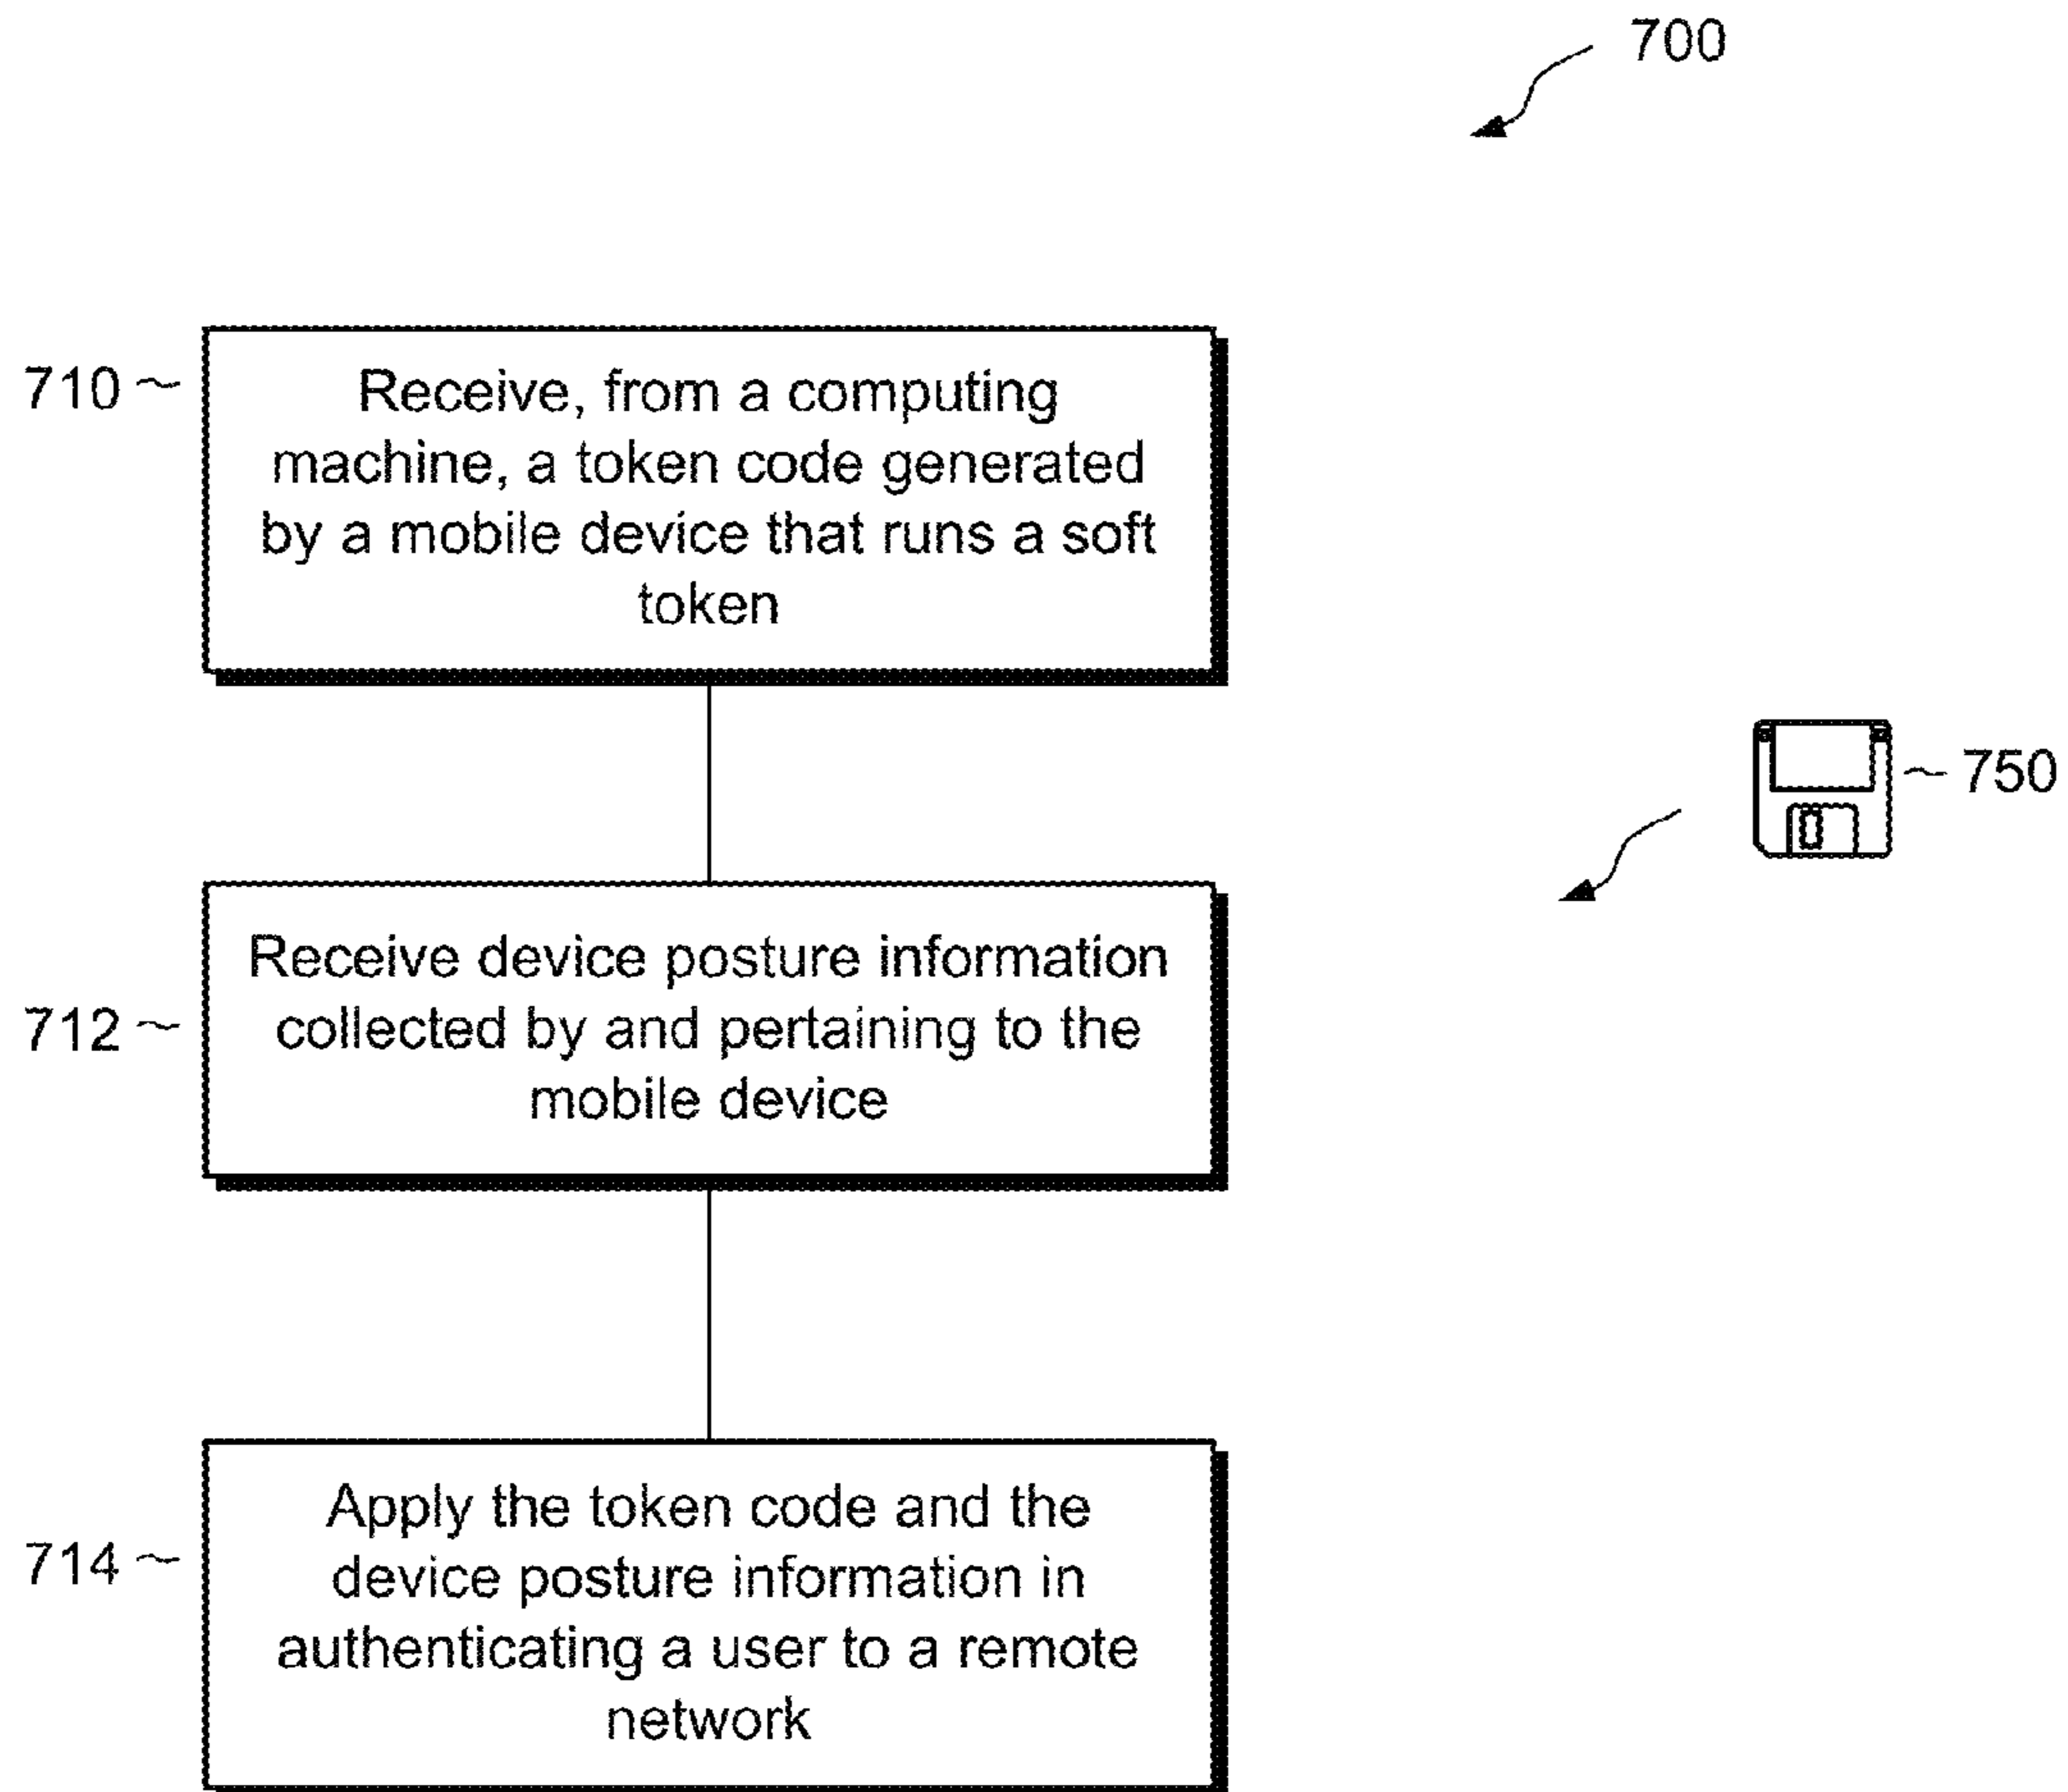 700
710
Receive, from a computing
machine, a token code generated
by a mobile device that runs a soft
token
750
712
Receive device posture information
collected by and pertaining to the
mobile device
714
Apply the token code and the
device posture information in
authenticating a user to a remote
network